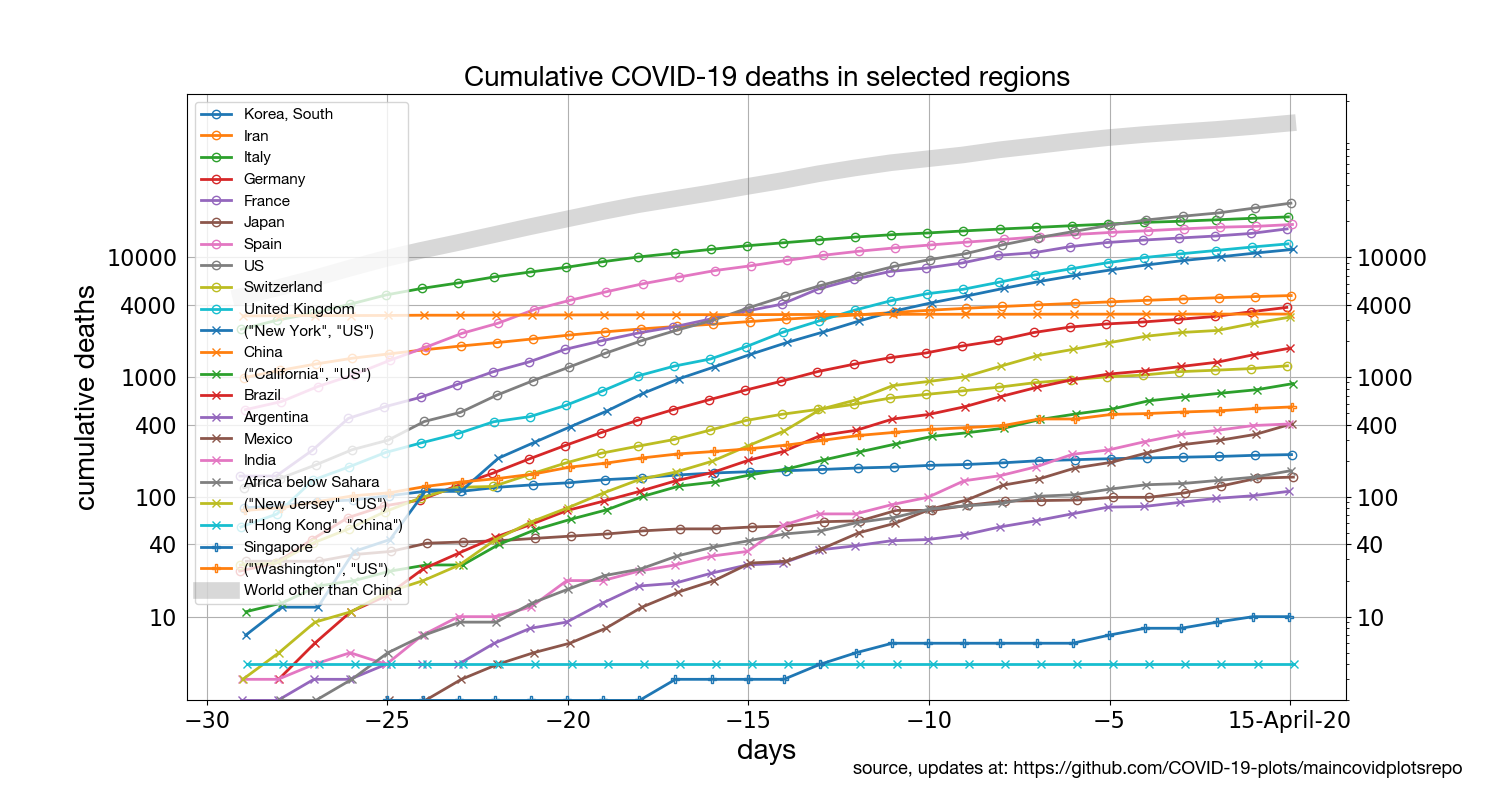 Cumulative COVID-19 deaths in selected regions
Korea, South
Iran
Italy
Germany
France
Japan
Spain
US
Switzerland
United Kingdom
("New York", "US")
China
("California", "US")
Brazil
Argentina
Mexico
India
Africa below Sahara
("New Jersey", "US")
("Hong Kong", "China")
Singapore
("Washington", "US")
World other than China
cumulative deaths
10000
4000
1000
400
100
40
10
10000
4000
1000
400
100
40
10
−30
−25
−20
−15
−10
−5
15-April-20
days
source, updates at: https://github.com/COVID-19-plots/maincovidplotsrepo